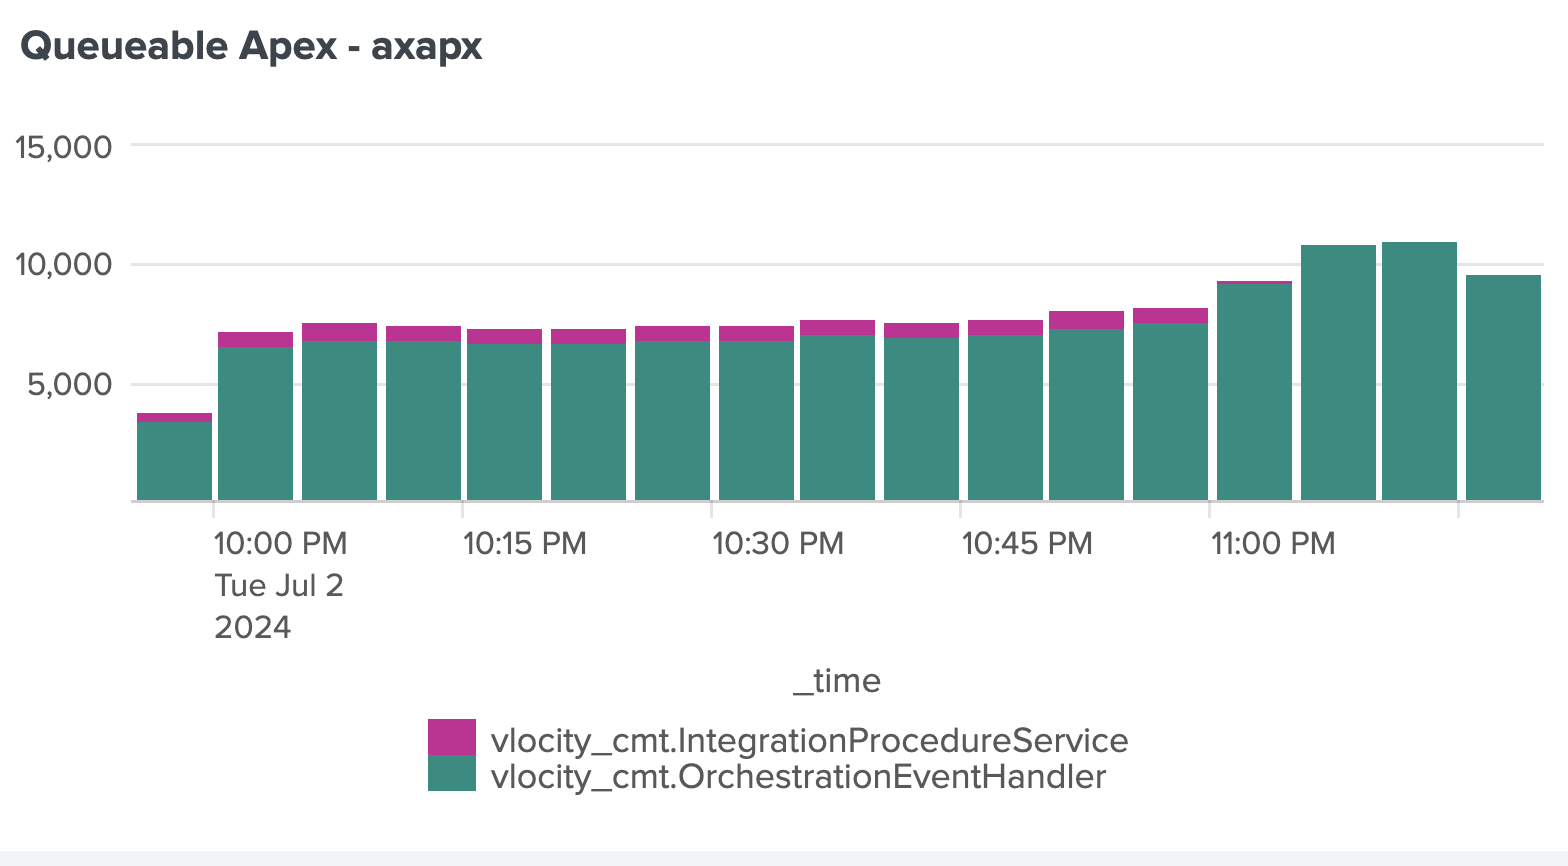 Queueable Apex - axapx
15,000
10,000
5,000
10:00 PM
Tue Jul 2
2024
10:15 PM
10:30 PM
10:45 PM
11:00 PM
_time
vlocity_cmt.IntegrationProcedureService
vlocity_cmt.OrchestrationEventHandler